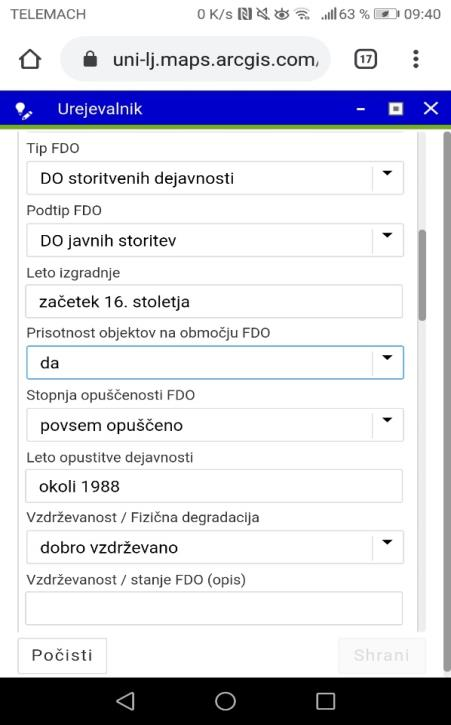 TELEMACH 0 K/s 63 % 09:40
uni-lj.maps.arcgis.com/ 17
Urejevalnik
Tip FDO
DO storitvenih dejavnosti
Podtip FDO
DO javnih storitev
Leto izgradnje
začetek 16. stoletja
Prisotnost objektov na območju FDO
da
Stopnja opuščenosti FDO
povsem opuščeno
Leto opustitve dejavnosti
okoli 1988
Vzdrževanost / Fizična degradacija
dobro vzdrževano
Vzdrževanost / stanje FDO (opis)
Počisti Shrani